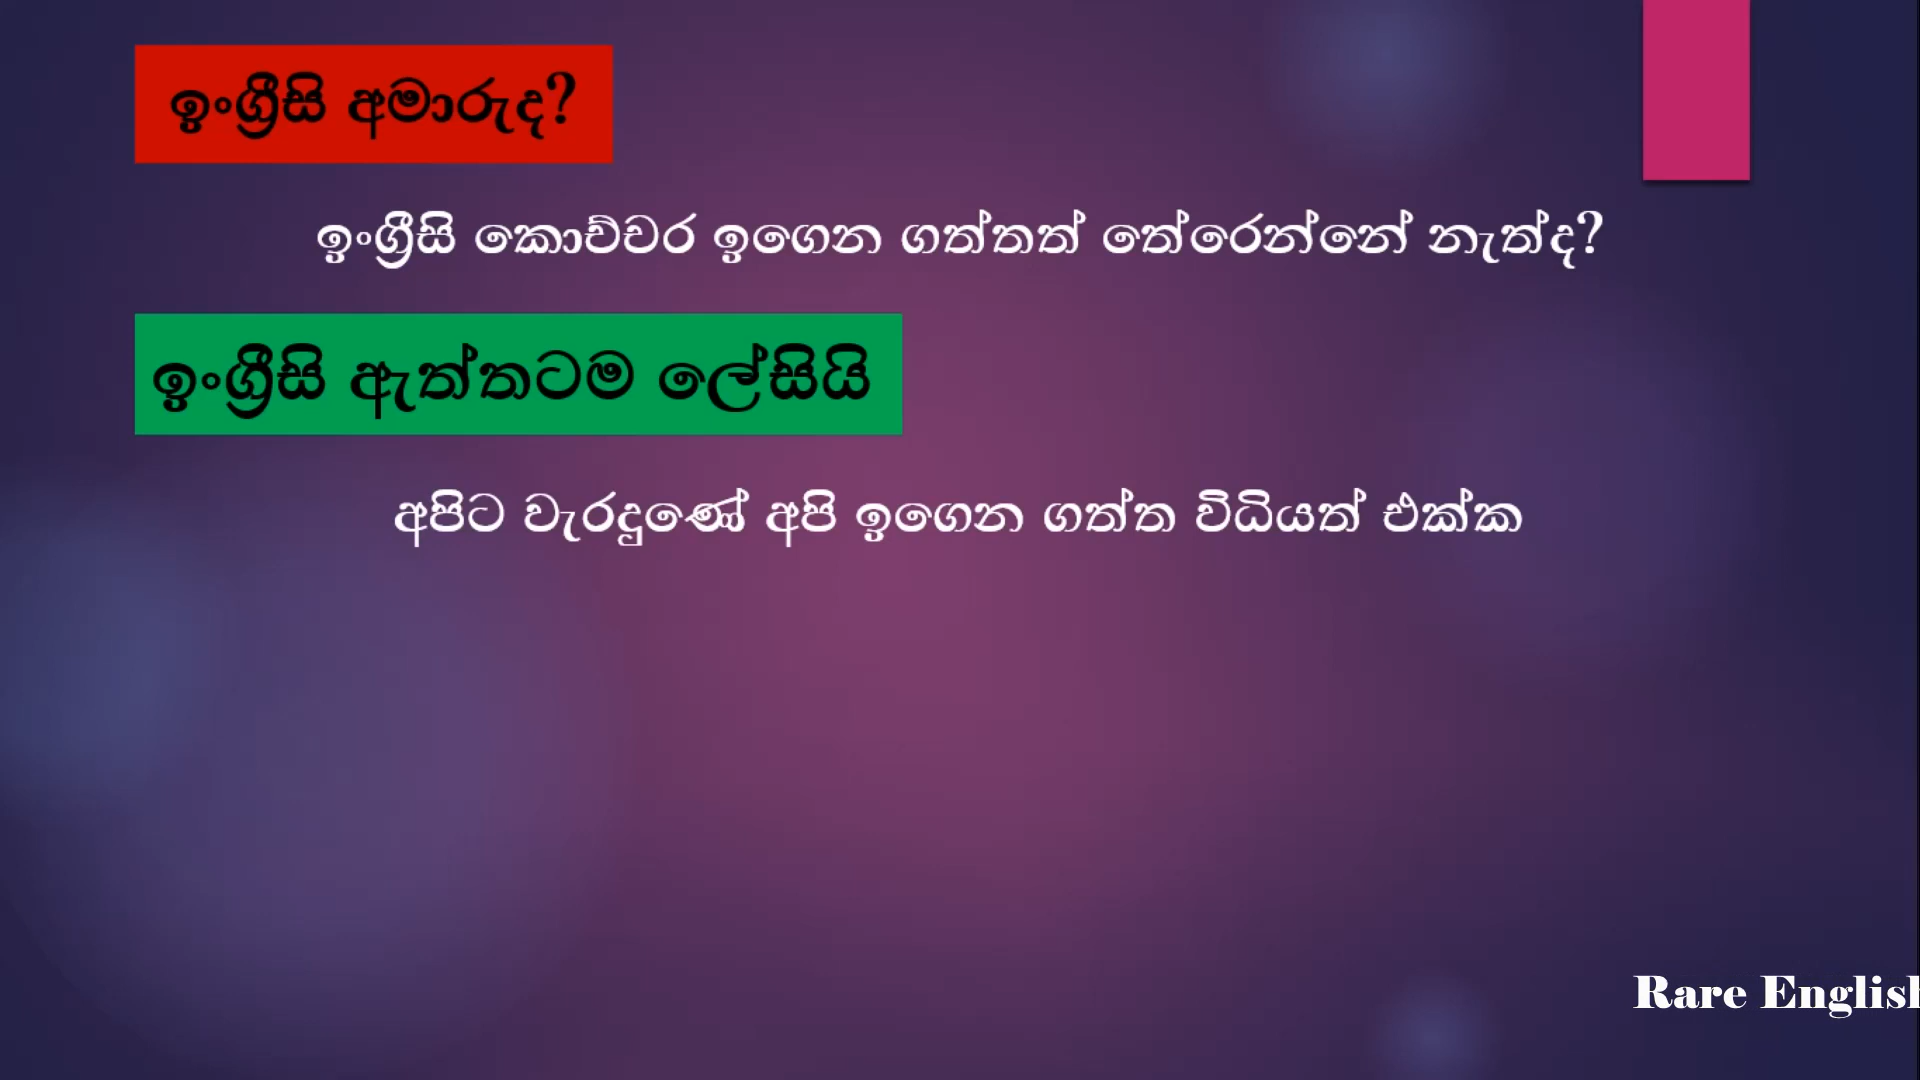 ඉංග්‍රීසි අමාරුද?
ඉංග්‍රීසි කොච්චර ඉගෙන ගත්තත් තේරෙන්නේ නැත්ද?
ඉංග්‍රීසි ඇත්තටම ලේසියි
අපිට වැරදුණේ අපි ඉගෙන ගත්ත විධියත් එක්ක
Rare English